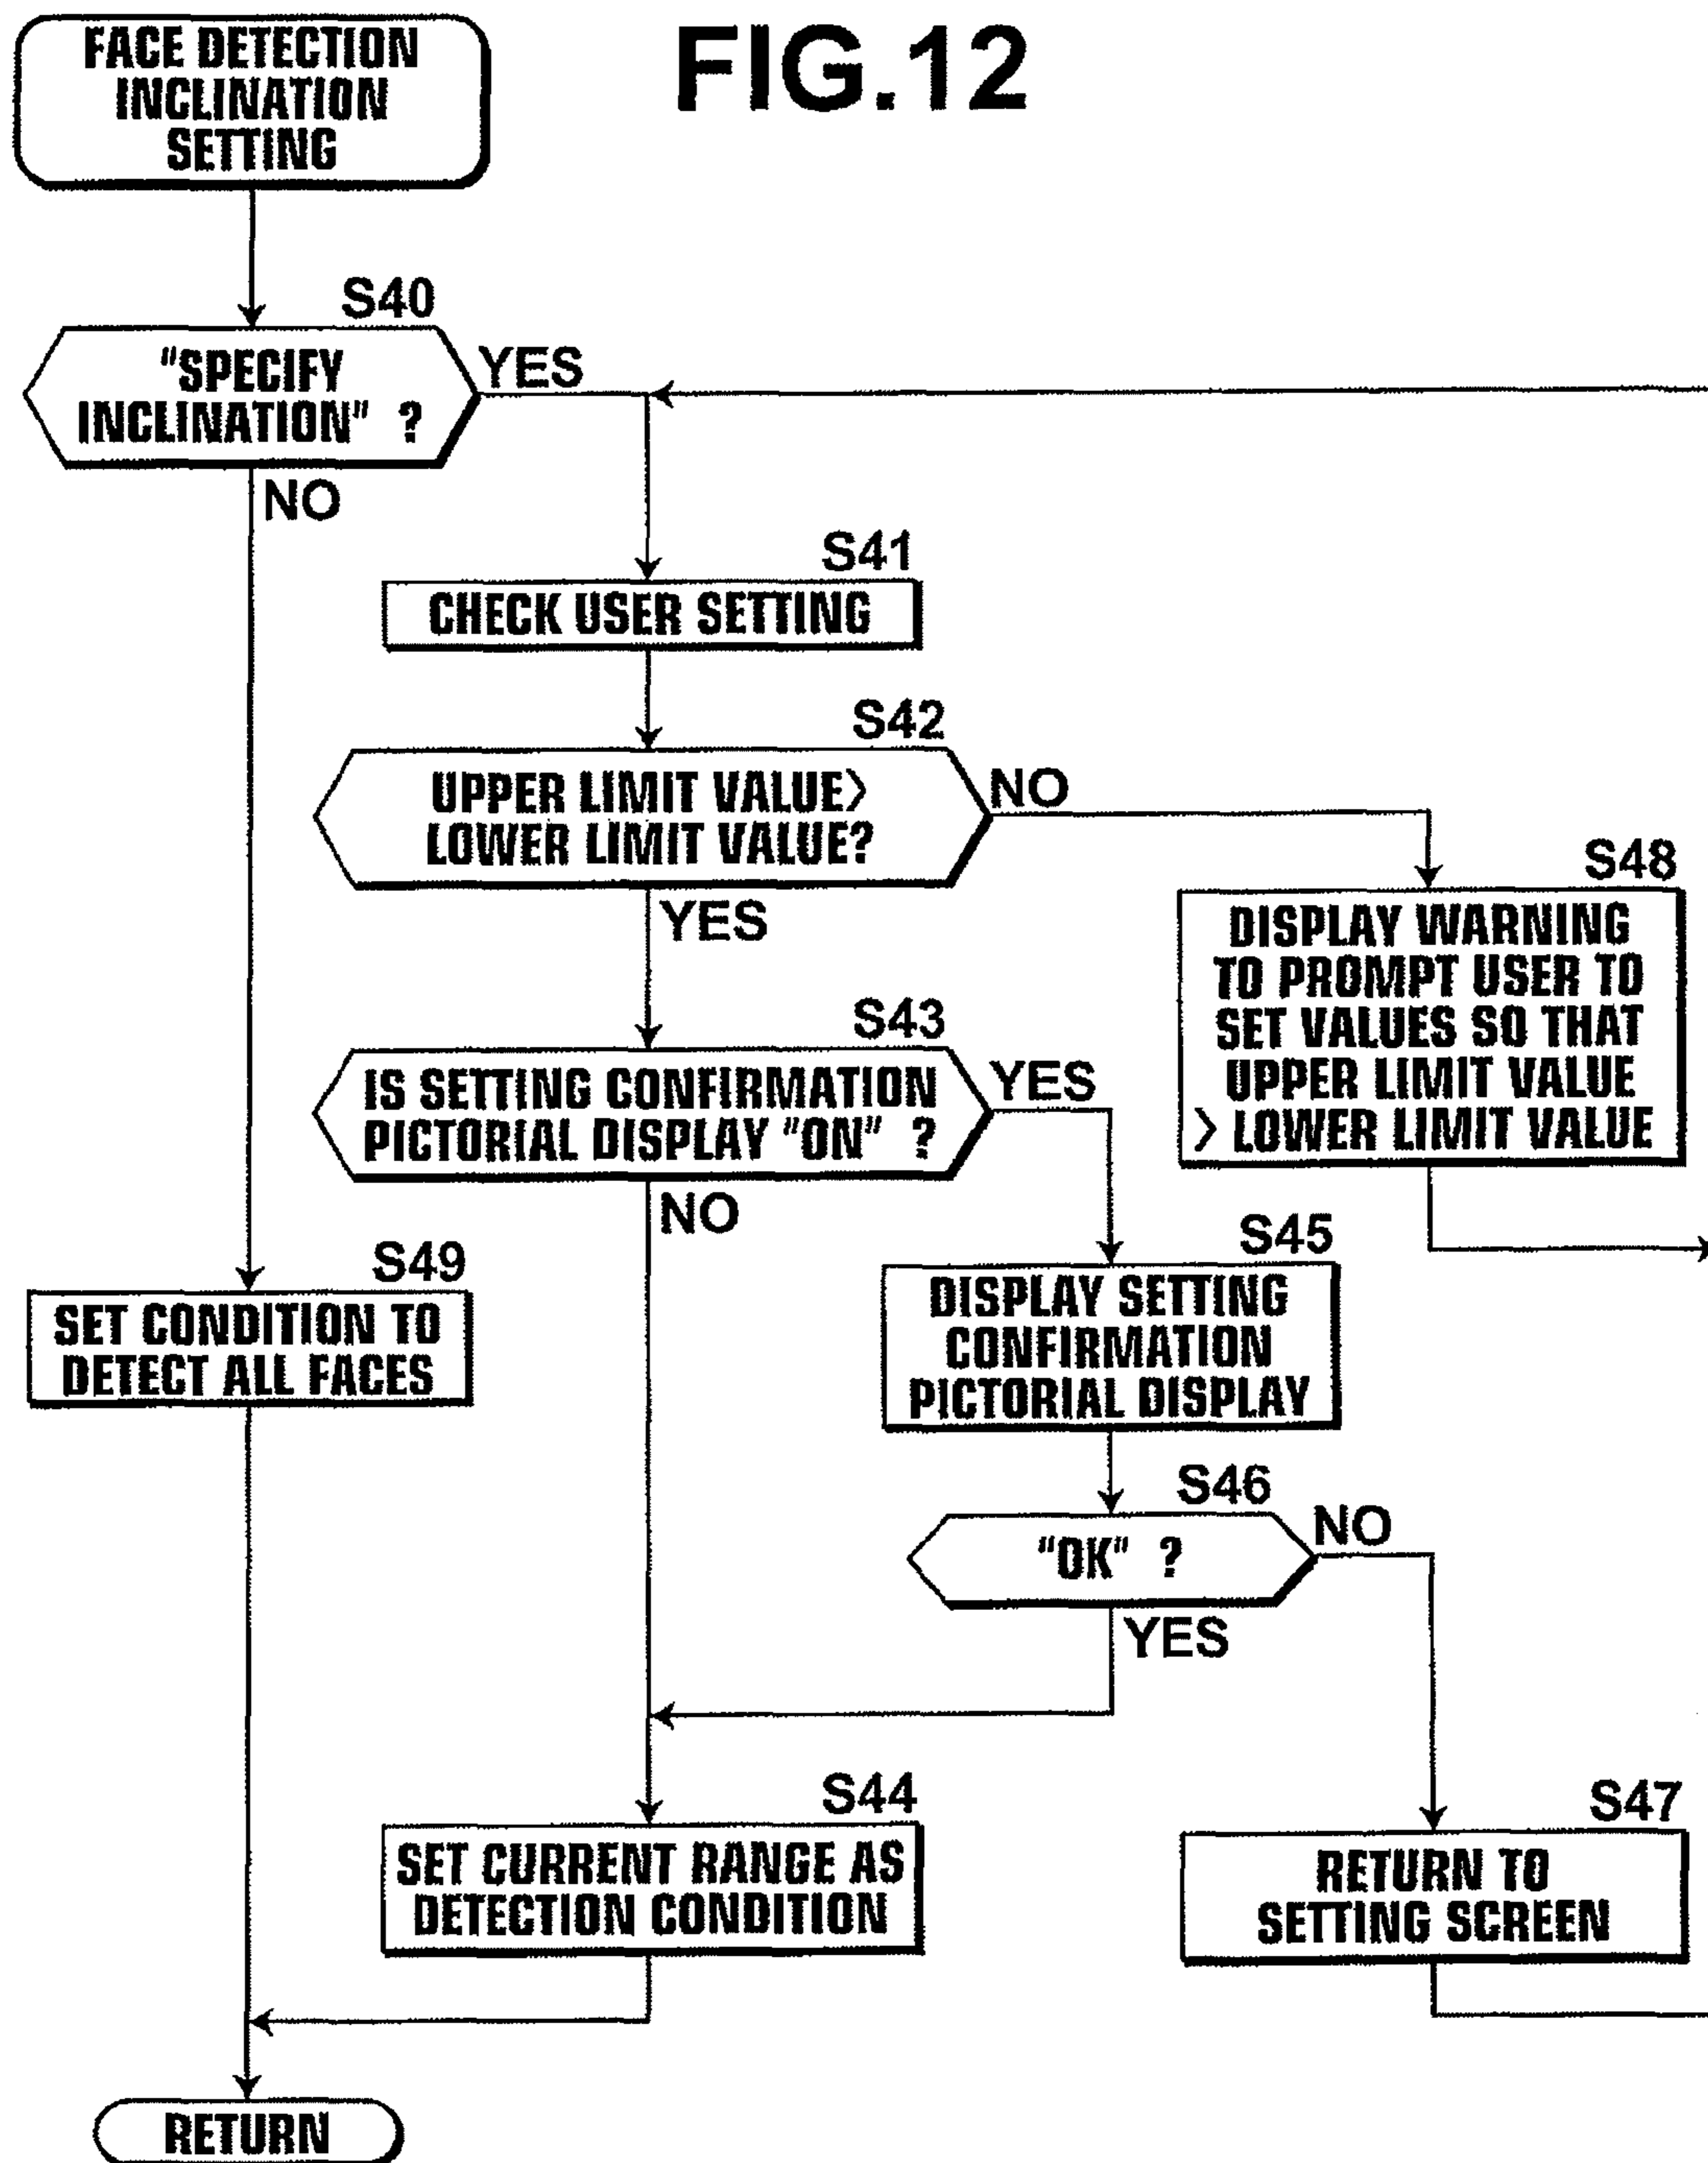 FIG.12
FACE DETECTION
INCLINATION
SETTING
S40
"SPECIFY
INCLINATION" ?
YES
NO
S41
CHECK USER SETTING
S42
UPPER LIMIT VALUE>
LOWER LIMIT VALUE?
NO
YES
S48
DISPLAY WARNING
TO PROMPT USER TO
SET VALUES SO THAT
UPPER LIMIT VALUE
> LOWER LIMIT VALUE
S43
IS SETTING CONFIRMATION
PICTORIAL DISPLAY "ON" ?
YES
NO
S49
SET CONDITION TO
DETECT ALL FACES
S45
DISPLAY SETTING
CONFIRMATION
PICTORIAL DISPLAY
S46
"OK" ?
NO
YES
S44
SET CURRENT RANGE AS
DETECTION CONDITION
S47
RETURN TO
SETTING SCREEN
RETURN